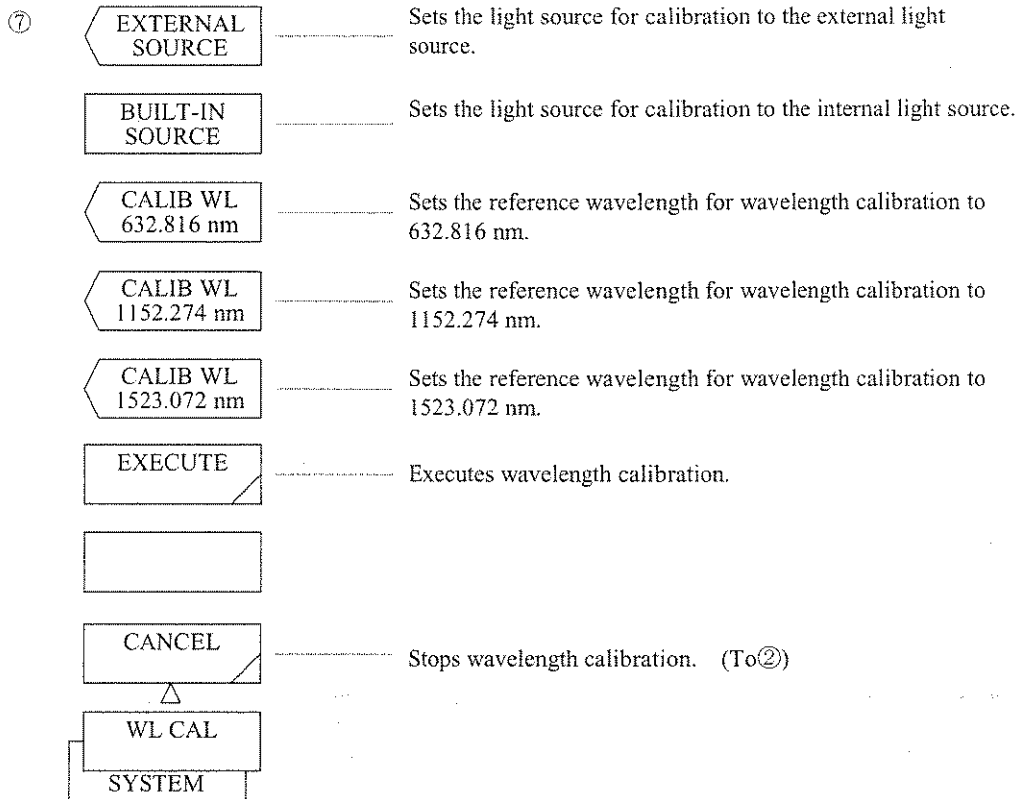 ⑦
EXTERNAL
SOURCE
Sets the light source for calibration to the external light
source.
BUILT-IN
SOURCE
Sets the light source for calibration to the internal light source.
CALIB WL
632.816 nm
Sets the reference wavelength for wavelength calibration to
632.816 nm.
CALIB WL
1152.274 nm
Sets the reference wavelength for wavelength calibration to
1152.274 nm.
CALIB WL
1523.072 nm
Sets the reference wavelength for wavelength calibration to
1523.072 nm.
EXECUTE
Executes wavelength calibration.
CANCEL
Stops wavelength calibration. (To②)
WL CAL
SYSTEM